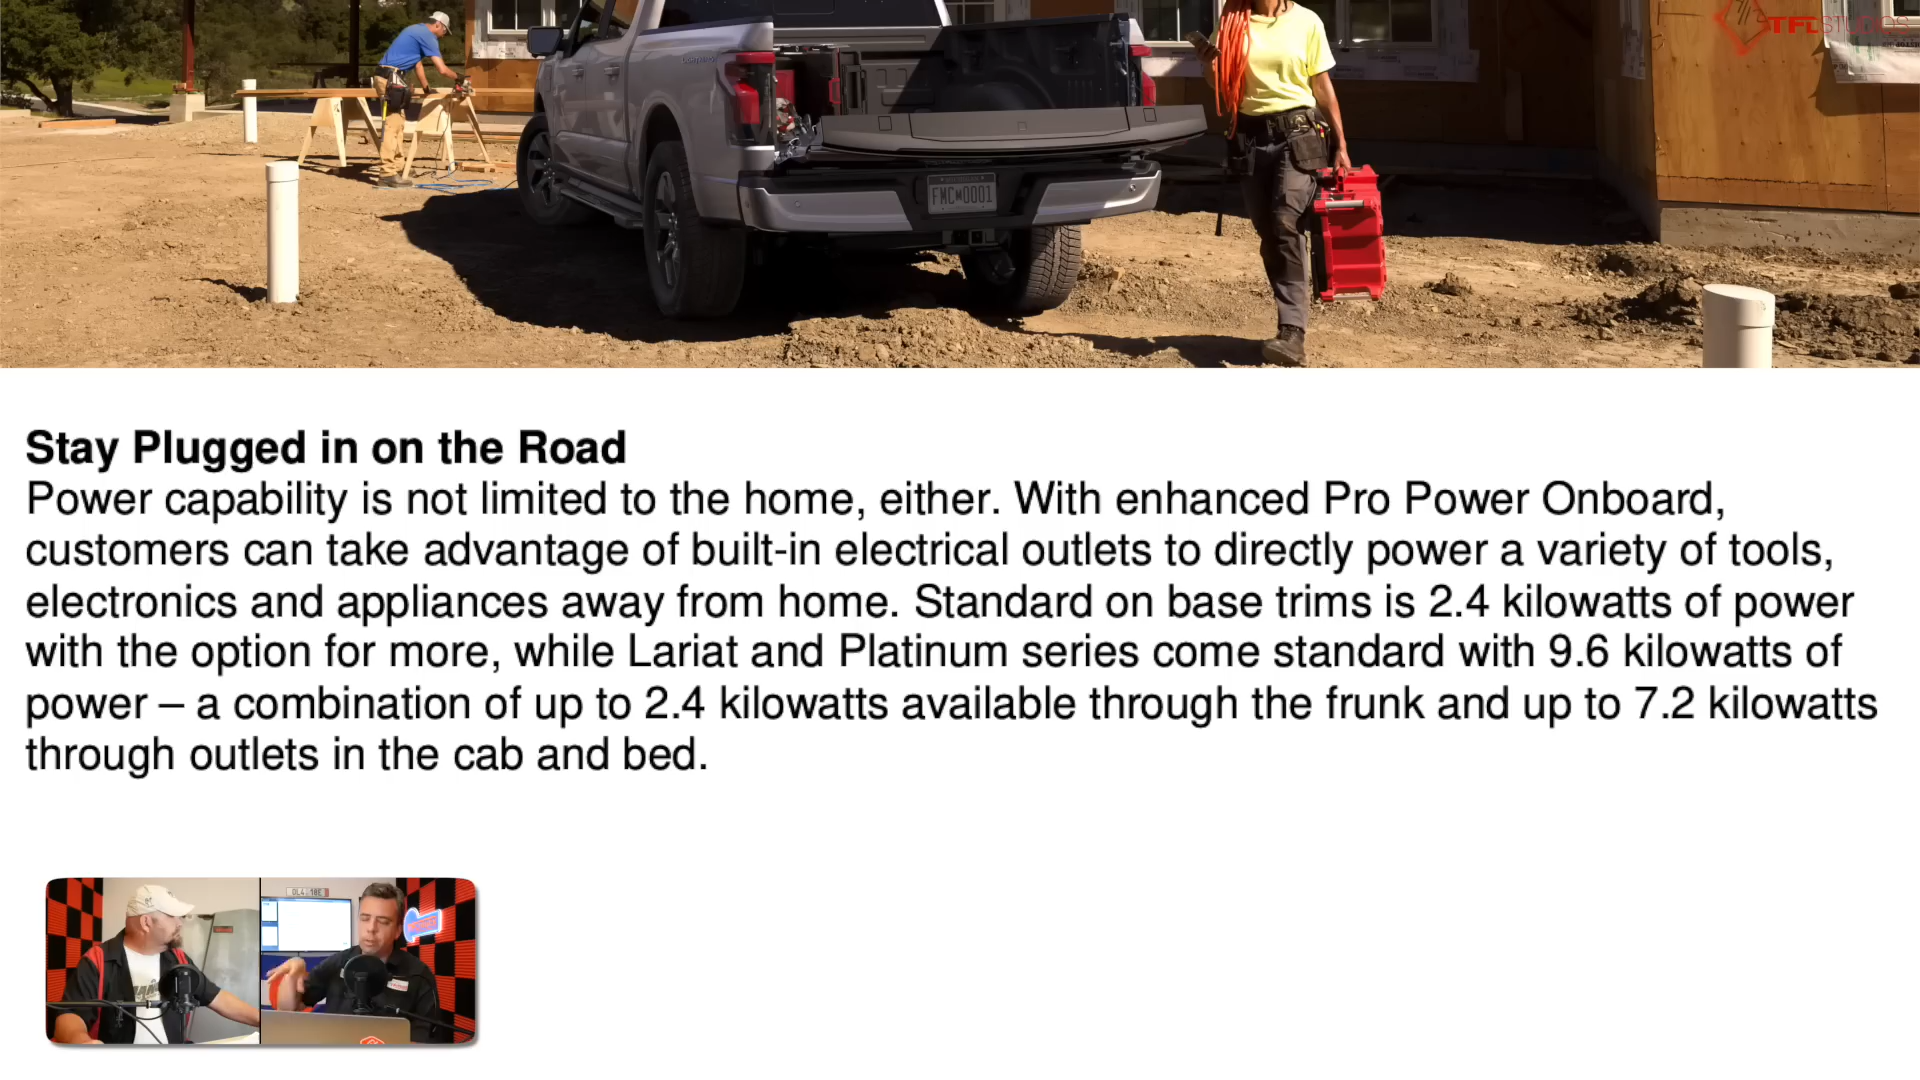 TFLSTUDIOS
LIGHTNING
FMC 0001
Stay Plugged in on the Road
Power capability is not limited to the home, either. With enhanced Pro Power Onboard,
customers can take advantage of built-in electrical outlets to directly power a variety of tools,
electronics and appliances away from home. Standard on base trims is 2.4 kilowatts of power
with the option for more, while Lariat and Platinum series come standard with 9.6 kilowatts of
power – a combination of up to 2.4 kilowatts available through the frunk and up to 7.2 kilowatts
through outlets in the cab and bed.